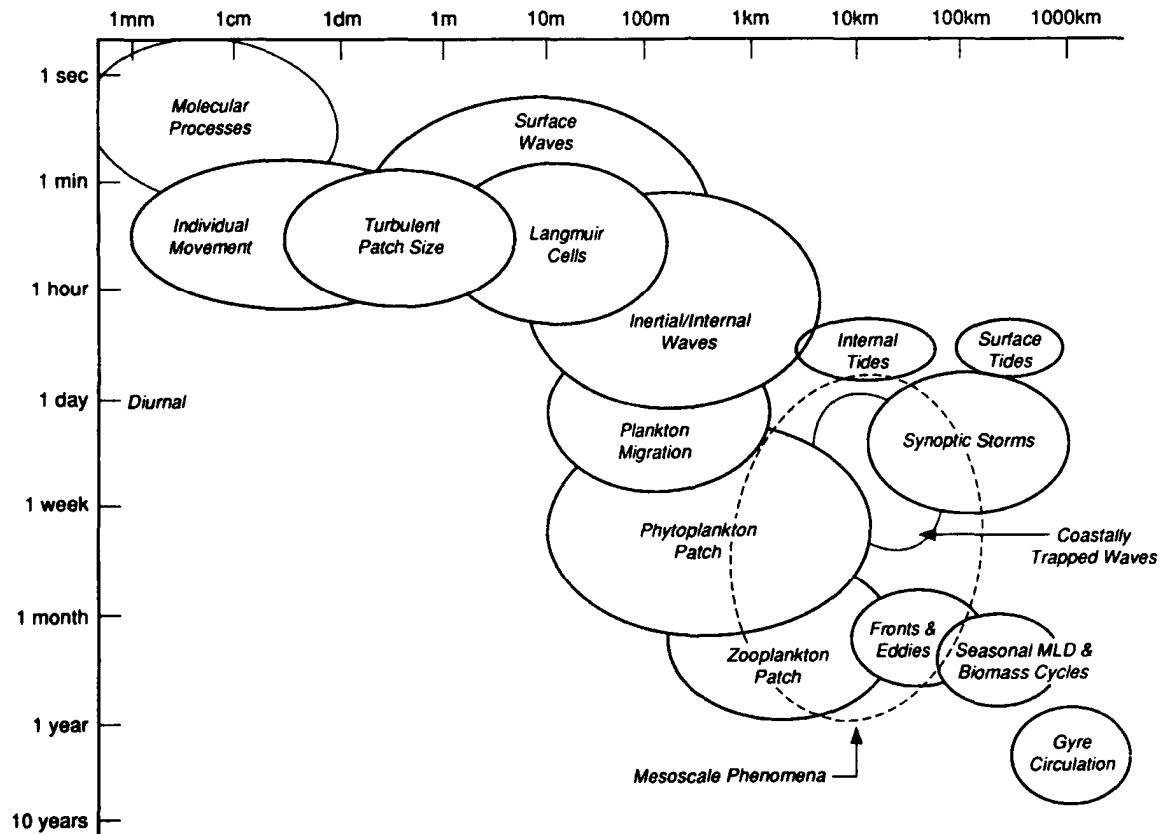 1mm 1cm 1dm 1m 10m 100m 1km 10km 100km 1000km
1 sec
1 min
1 hour
1 day
1 week
1 month
1 year
10 years
Molecular
Processes
Surface
Waves
Individual
Movement
Turbulent
Patch Size
Langmuir
Cells
Inertial/Internal
Waves
Internal
Tides
Surface
Tides
Diurnal
Plankton
Migration
Synoptic Storms
Phytoplankton
Patch
Coastally
Trapped Waves
Fronts &
Eddies
Zooplankton
Patch
Seasonal MLD &
Biomass Cycles
Gyre
Circulation
Mesoscale Phenomena